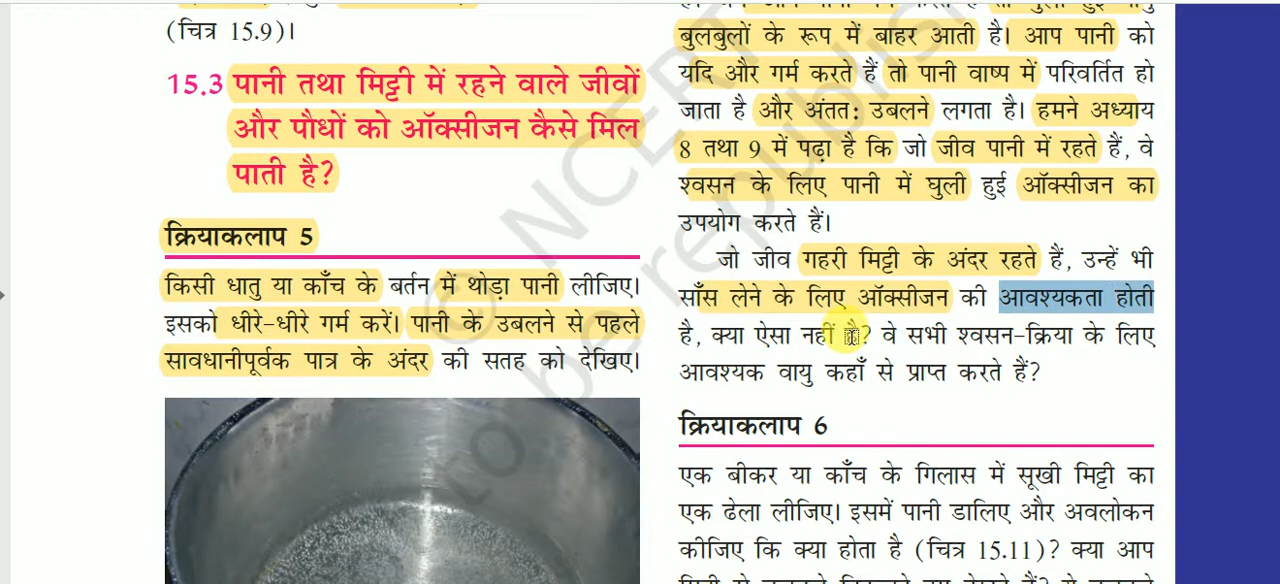 (चित्र 15.9)।
15.3 पानी तथा मिट्टी में रहने वाले जीवों
और पौधों को ऑक्सीजन कैसे मिल
पाती है?
क्रियाकलाप 5
किसी धातु या काँच के बर्तन में थोड़ा पानी लीजिए।
इसको धीरे-धीरे गर्म करें। पानी के उबलने से पहले
सावधानीपूर्वक पात्र के अंदर की सतह को देखिए।
बुलबुलों के रूप में बाहर आती है। आप पानी को
यदि और गर्म करते हैं तो पानी वाष्प में परिवर्तित हो
जाता है और अंततः उबलने लगता है। हमने अध्याय
8 तथा 9 में पढ़ा है कि जो जीव पानी में रहते हैं, वे
श्वसन के लिए पानी में घुली हुई ऑक्सीजन का
उपयोग करते हैं।
जो जीव गहरी मिट्टी के अंदर रहते हैं, उन्हें भी
साँस लेने के लिए ऑक्सीजन की आवश्यकता होती
है, क्या ऐसा नहीं है? वे सभी श्वसन-क्रिया के लिए
आवश्यक वायु कहाँ से प्राप्त करते हैं?
क्रियाकलाप 6
एक बीकर या काँच के गिलास में सूखी मिट्टी का
एक ढेला लीजिए। इसमें पानी डालिए और अवलोकन
कीजिए कि क्या होता है (चित्र 15.11)? क्या आप
© NCERT
be republi
to